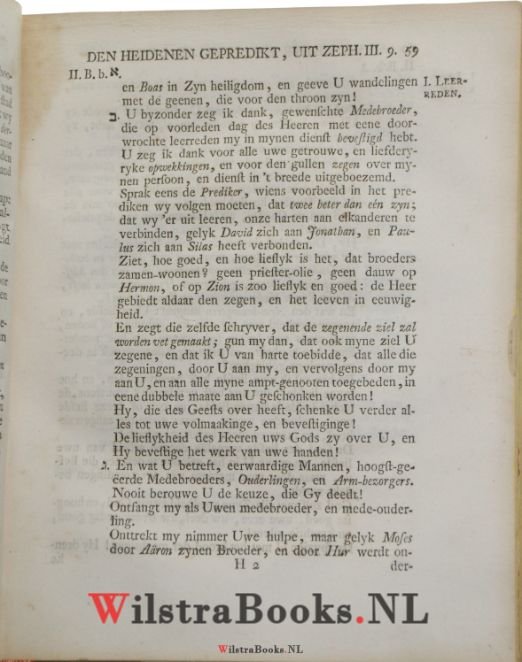 DEN HEIDENEN GEPREDIKT, UIT ZEPH. III. 9. 59
II. B. b. א.
en Boas in Zyn heiligdom, en geeve U wandelingen
I. LEER-
REDEN.
met de geenen, die voor den throon zyn!
ב. U byzonder zeg ik dank, gewenschte Medebroeder,
die op voorleden dag des Heeren met eene door-
wrochte leerreden my in mynen dienst bevestigd hebt.
U zeg ik dank voor alle uwe getrouwe, en liefdery-
ryke opwekkingen, en voor den gullen zegen over my-
nen persoon, en dienst in 't breede uitgeboezemd.
Sprak eens de Prediker, wiens voorbeeld in het pre-
diken wy volgen moeten, dat twee beter dan één zyn;
dat wy 'er uit leeren, onze harten aan elkanderen te
verbinden, gelyk David zich aan Jonathan, en Pau-
lus zich aan Silas heeft verbonden.
Ziet, hoe goed, en hoe lieflyk is het, dat broeders
zamen-woonen? geen priester-olie, geen dauw op
Hermon, of op Zion is zoo lieflyk en goed: de Heer
gebiedt aldaar den zegen, en het leeven in eeuwig-
heid.
En zegt die zelfde schryver, dat de zegenende ziel zal
worden vet gemaakt; gun my dan, dat ook myne ziel U
zegene, en dat ik U van harte toebidde, dat alle die
zegeningen, door U aan my, en vervolgens door my
aan U, en aan alle myne ampt-genooten toegebeden, in
eene dubbele maate aan U geschonken worden!
Hy, die des Geests over heeft, schenke U verder al-
les tot uwe volmaakinge, en bevestiginge!
De lieflykheid des Heeren uws Gods zy over U, en
Hy bevestige het werk van uwe handen!
2. En wat U betreft, eerwaardige Mannen, hoogst-ge-
eerde Medebroeders, Ouderlingen, en Arm-bezorgers.
Nooit berouwe U de keuze, die Gy deedt!
Ontfangt my als Uwen medebroeder, en mede-ouder-
ling.
Onttrekt my nimmer Uwe hulpe, maar gelyk Moses
door Aäron zynen Broeder, en door Hur werdt on-
H 2
der-
WilstraBooks.NL
WilstraBooks.NL